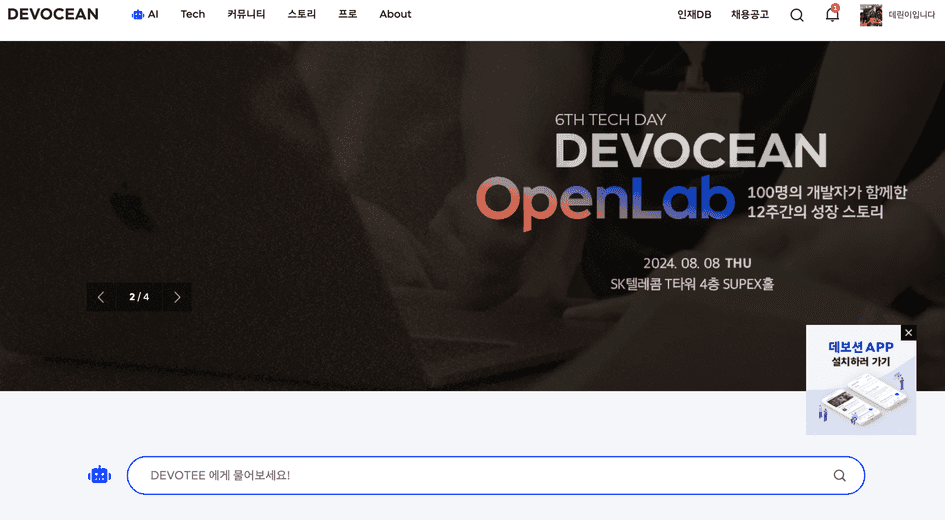 DEVOCEAN
AI Tech 커뮤니티 스토리 프로 About
인재DB 채용공고 1 데린이입니다
6TH TECH DAY
DEVOCEAN
OpenLab
100명의 개발자가 함께한
12주간의 성장 스토리
2024. 08. 08 THU
SK텔레콤 T타워 4층 SUPEX홀
2 / 4
데보션 APP
설치하러 가기
DEVOTEE 에게 물어보세요!